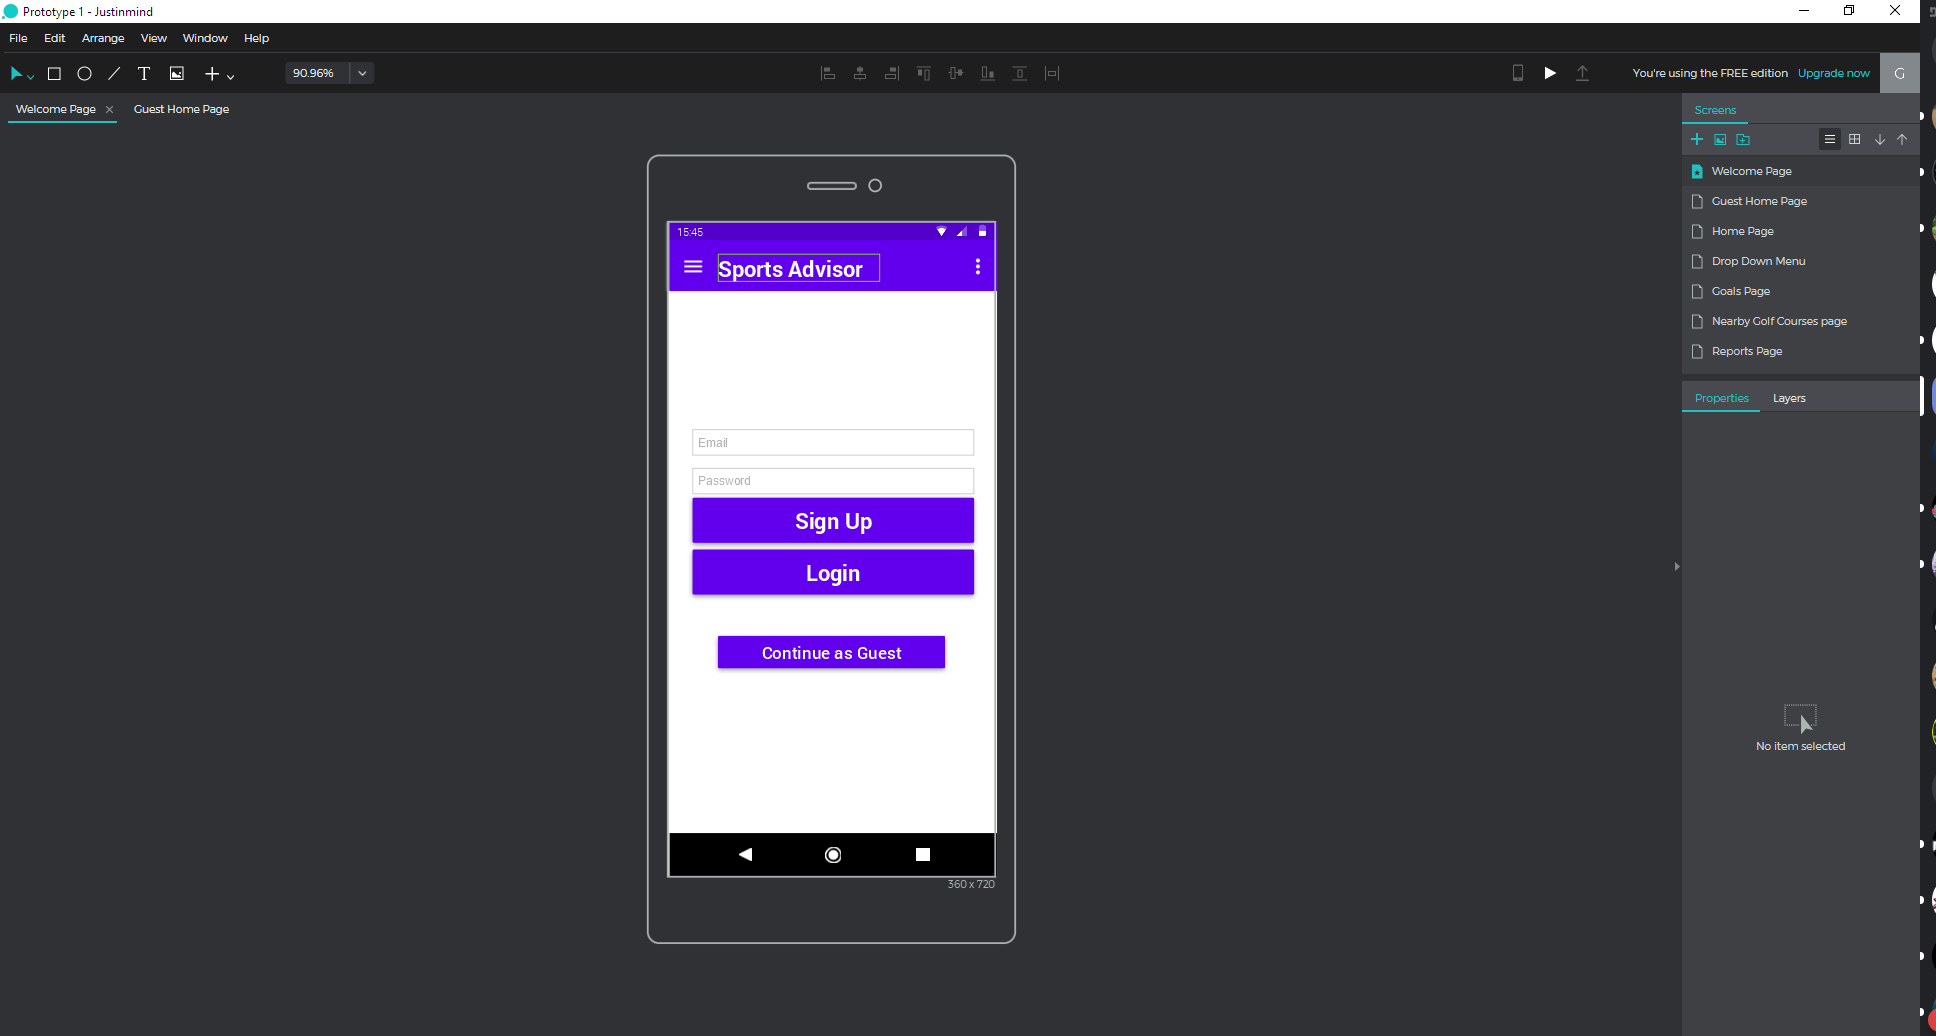 Prototype 1 - Justinmind
File Edit Arrange View Window Help
90.96%
You're using the FREE edition Upgrade now
G
Welcome Page
Guest Home Page
15:45
Sports Advisor
Email
Password
Sign Up
Login
Continue as Guest
360 x 720
Screens
Welcome Page
Guest Home Page
Home Page
Drop Down Menu
Goals Page
Nearby Golf Courses page
Reports Page
Properties Layers
No item selected